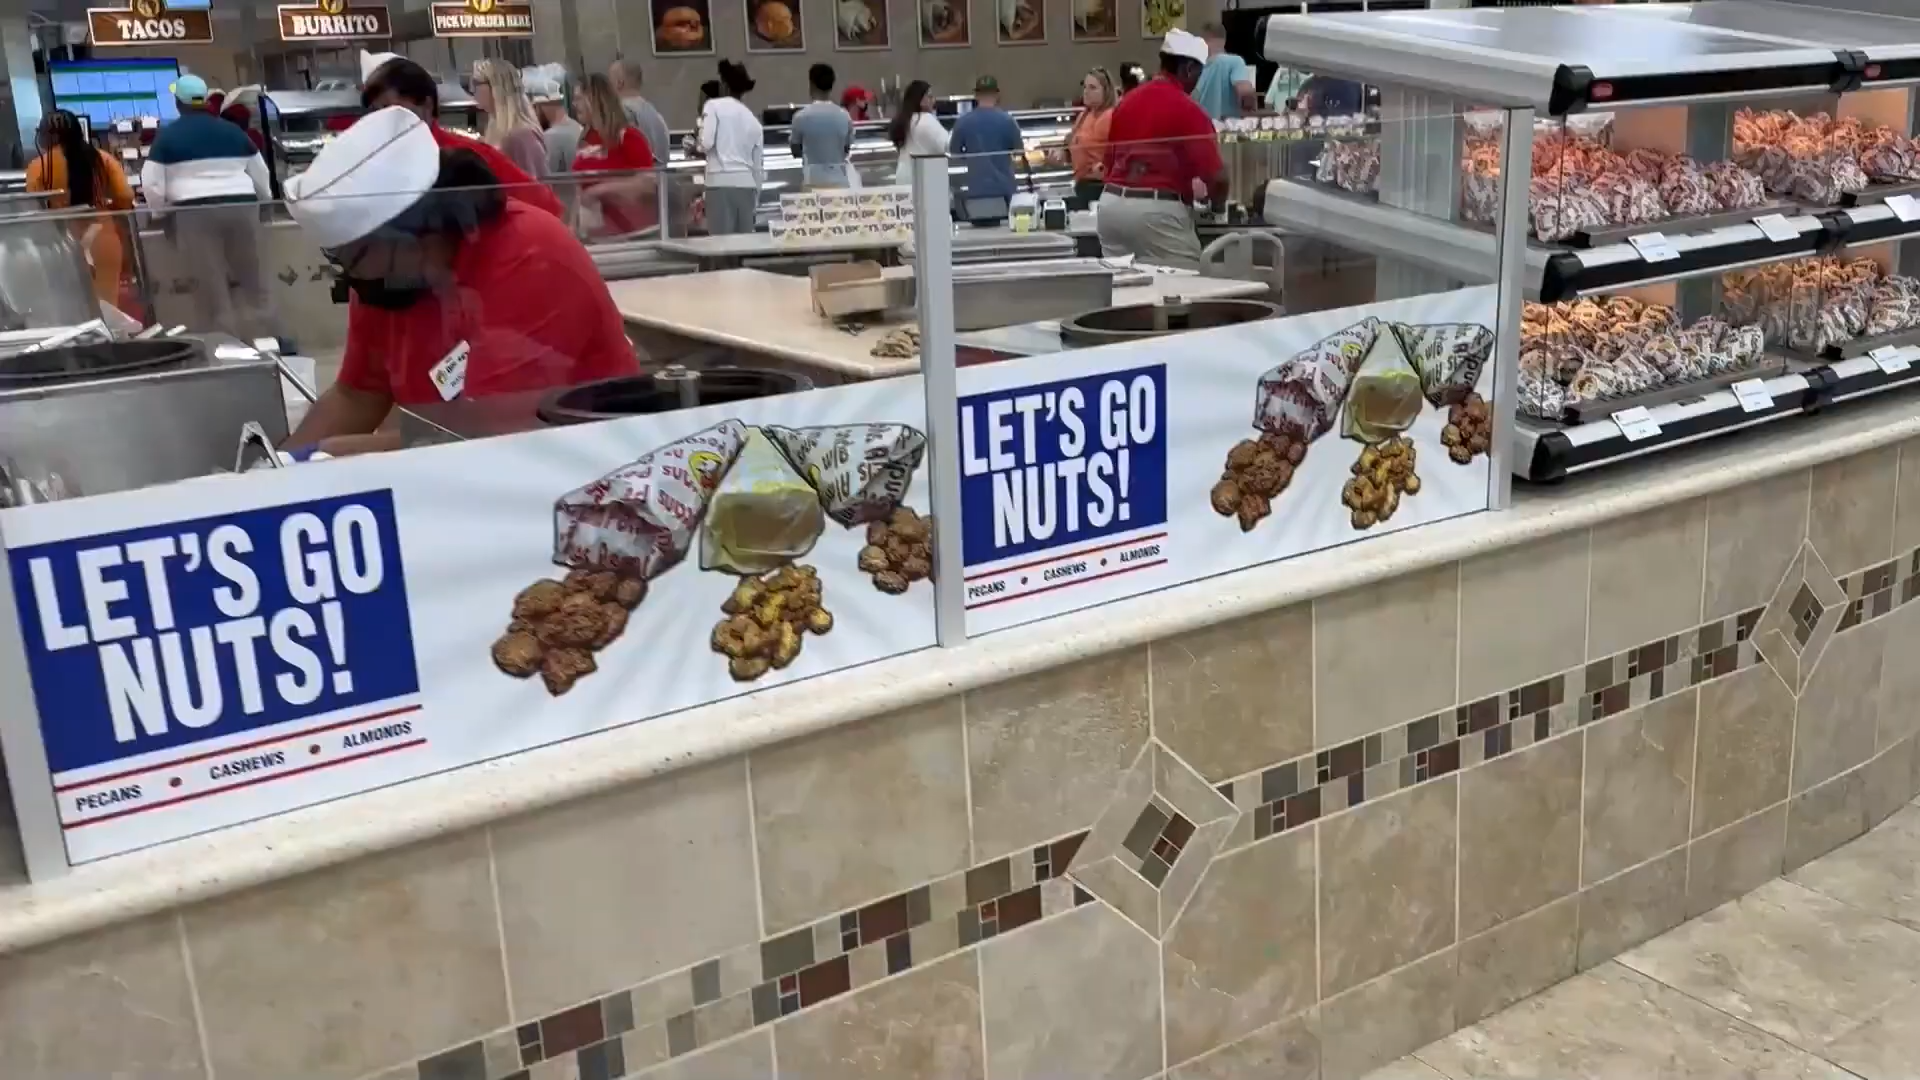 TACOS
BURRITO
PICK UP ORDER HERE
LET'S GO
NUTS!
PECANS • CASHEWS • ALMONDS
LET'S GO
NUTS!
PECANS • CASHEWS • ALMONDS